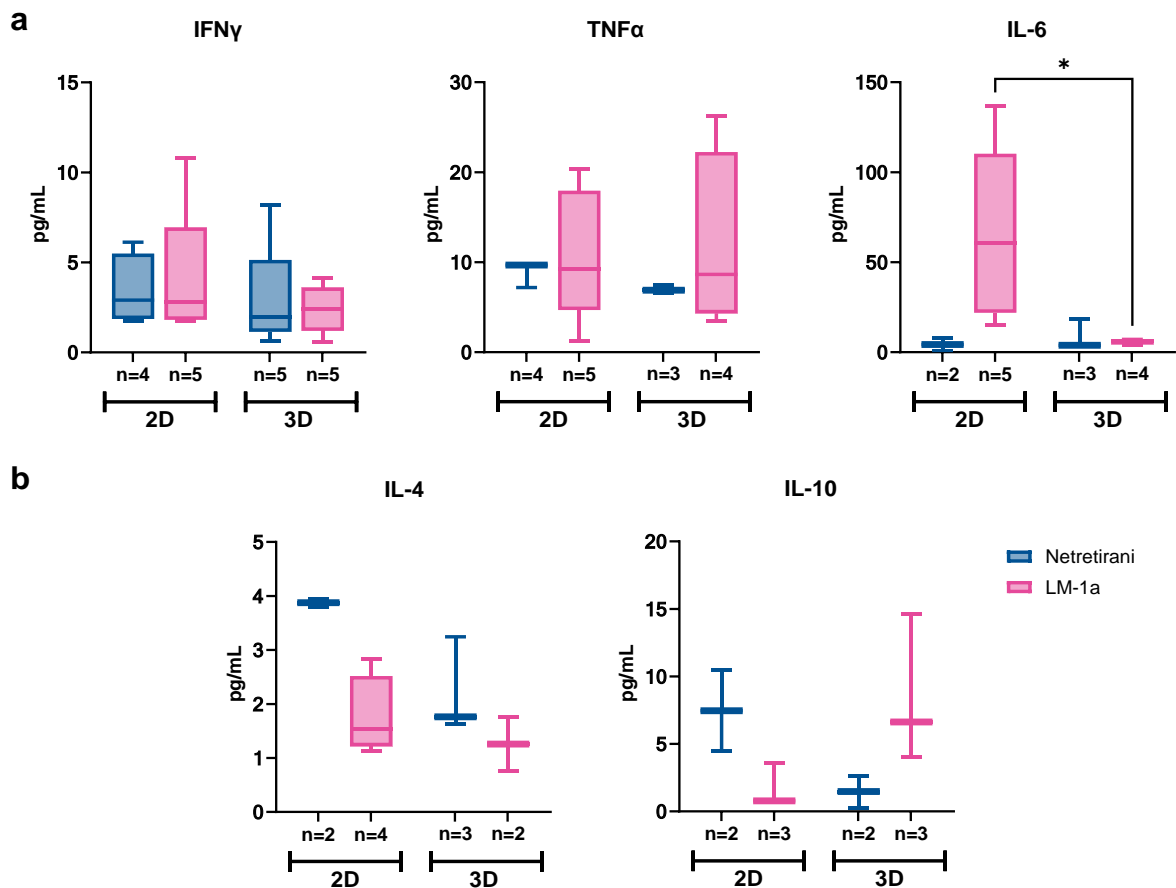 a
IFNγ
TNFα
IL-6
pg/mL
15
10
5
0
n=4
n=5
n=5
n=5
2D
3D
pg/mL
30
20
10
0
n=4
n=5
n=3
n=4
2D
3D
pg/mL
150
100
50
0
*
n=2
n=5
n=3
n=4
2D
3D
b
IL-4
IL-10
pg/mL
5
4
3
2
1
0
n=2
n=4
n=3
n=2
2D
3D
pg/mL
20
15
10
5
0
n=2
n=3
n=2
n=3
2D
3D
Netretirani
LM-1a